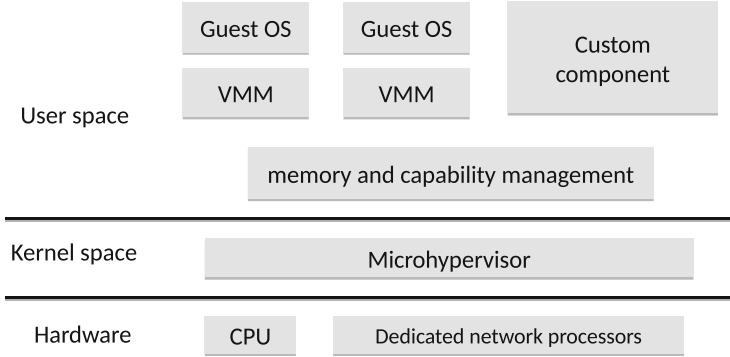 Guest OS
Guest OS
Custom
component
VMM
VMM
User space
memory and capability management
Kernel space
Microhypervisor
Hardware
CPU
Dedicated network processors